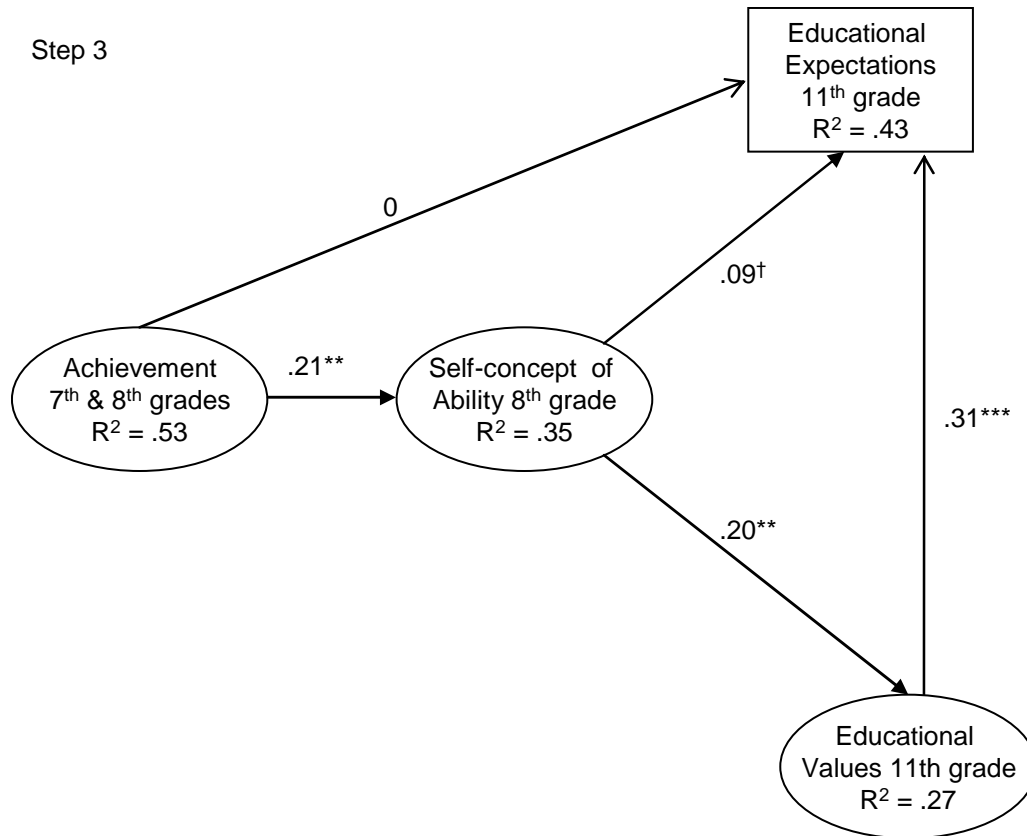 Step 3
Educational
Expectations
11th grade
R² = .43
0
.09†
Achievement
7th & 8th grades
R² = .53
.21**
Self-concept of
Ability 8th grade
R² = .35
.31***
.20**
Educational
Values 11th grade
R² = .27